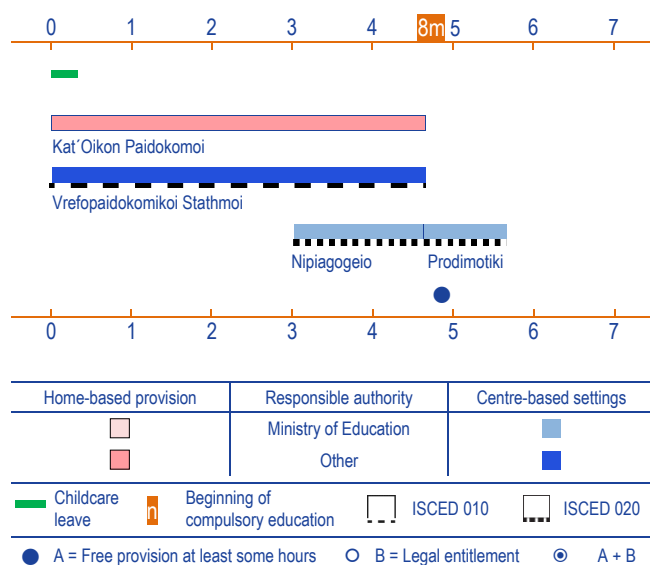 0 1 2 3 4 8m 5 6 7
Kat´Oikon Paidokomoi
Vrefopaidokomikoi Stathmoi
Nipiagogeio Prodimotiki
0 1 2 3 4 5 6 7
Home-based provision Responsible authority Centre-based settings
Ministry of Education
Other
Childcare leave
n Beginning of compulsory education
ISCED 010
ISCED 020
A = Free provision at least some hours B = Legal entitlement A + B